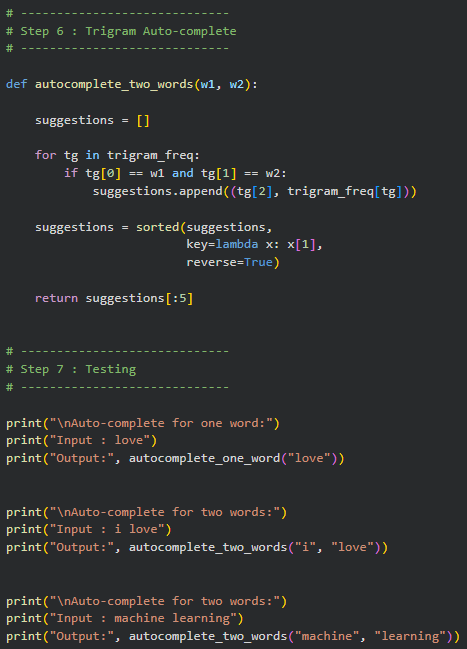 # -----------------------------
# Step 6 : Trigram Auto-complete
# -----------------------------
def autocomplete_two_words(w1, w2):
    suggestions = []
    for tg in trigram_freq:
        if tg[0] == w1 and tg[1] == w2:
            suggestions.append((tg[2], trigram_freq[tg]))
    suggestions = sorted(suggestions,
                         key=lambda x: x[1],
                         reverse=True)
    return suggestions[:5]
# -----------------------------
# Step 7 : Testing
# -----------------------------
print("\nAuto-complete for one word:")
print("Input : love")
print("Output:", autocomplete_one_word("love"))
print("\nAuto-complete for two words:")
print("Input : i love")
print("Output:", autocomplete_two_words("i", "love"))
print("\nAuto-complete for two words:")
print("Input : machine learning")
print("Output:", autocomplete_two_words("machine", "learning"))